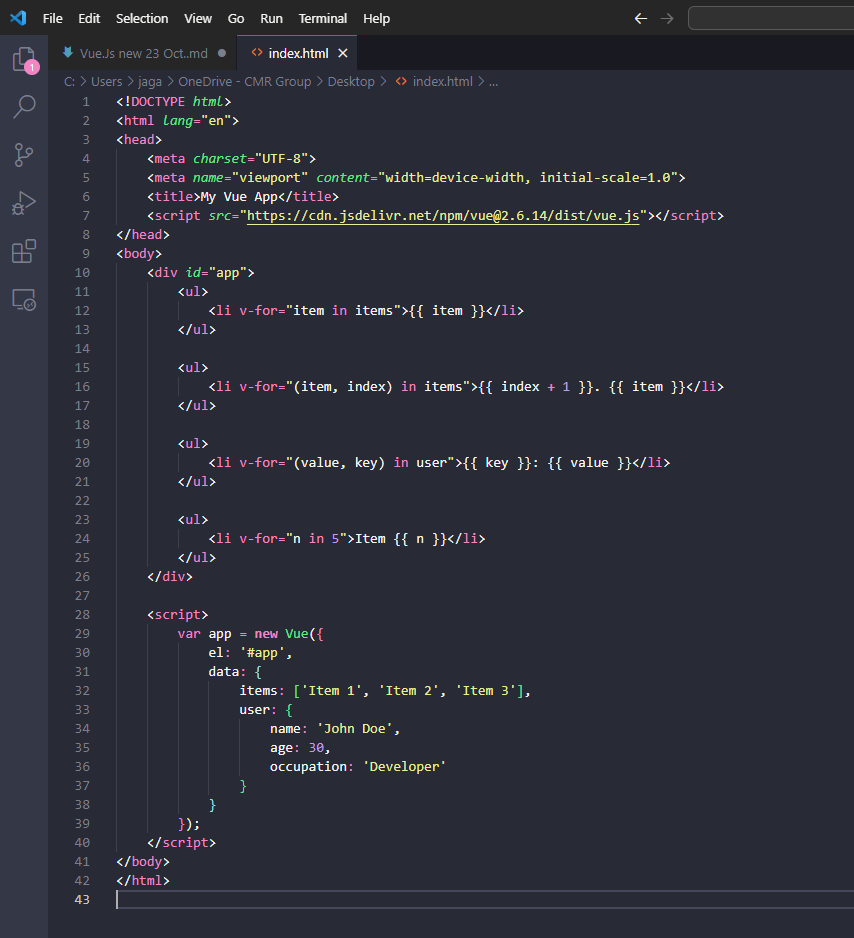 File Edit Selection View Go Run Terminal Help
Vue.Js new 23 Oct..md index.html
1
C: > Users > jaga > OneDrive - CMR Group > Desktop > index.html > ...
1 <!DOCTYPE html>
2 <html lang="en">
3 <head>
4 <meta charset="UTF-8">
5 <meta name="viewport" content="width=device-width, initial-scale=1.0">
6 <title>My Vue App</title>
7 <script src="https://cdn.jsdelivr.net/npm/vue@2.6.14/dist/vue.js"></script>
8 </head>
9 <body>
10 <div id="app">
11 <ul>
12 <li v-for="item in items">{{ item }}</li>
13 </ul>
14
15 <ul>
16 <li v-for="(item, index) in items">{{ index + 1 }}. {{ item }}</li>
17 </ul>
18
19 <ul>
20 <li v-for="(value, key) in user">{{ key }}: {{ value }}</li>
21 </ul>
22
23 <ul>
24 <li v-for="n in 5">Item {{ n }}</li>
25 </ul>
26 </div>
27
28 <script>
29 var app = new Vue({
30 el: '#app',
31 data: {
32 items: ['Item 1', 'Item 2', 'Item 3'],
33 user: {
34 name: 'John Doe',
35 age: 30,
36 occupation: 'Developer'
37 }
38 }
39 });
40 </script>
41 </body>
42 </html>
43